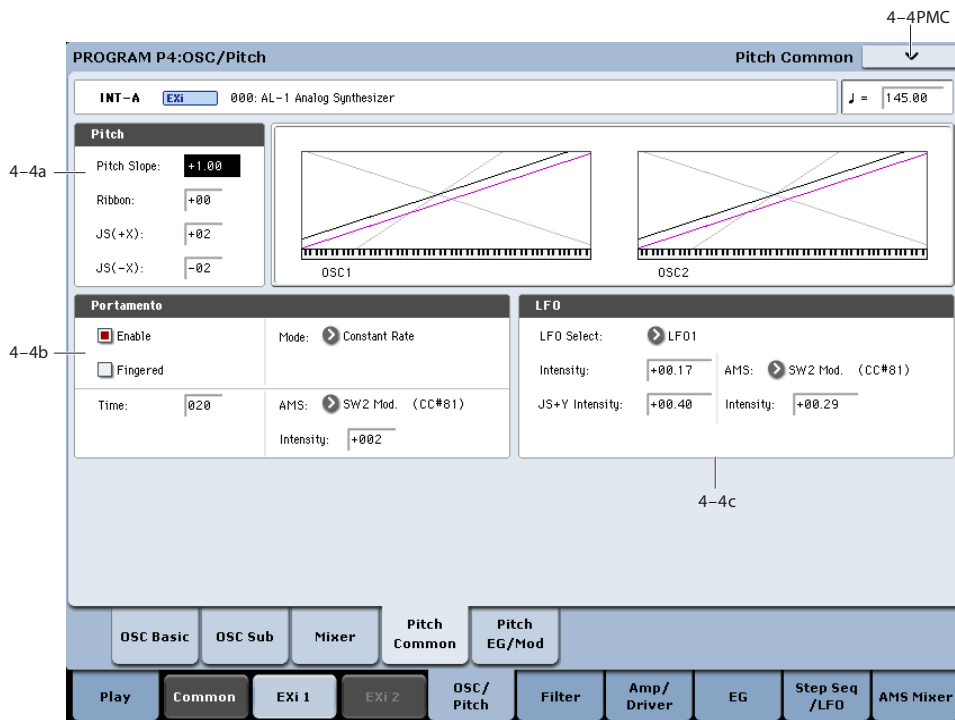 4–4PMC
PROGRAM P4:OSC/Pitch
Pitch Common
INT-A EXi 000: AL-1 Analog Synthesizer
♩ = 145.00
4–4a
Pitch
Pitch Slope: +1.00
Ribbon: +00
JS(+X): +02
JS(-X): -02
OSC1
OSC2
4–4b
Portamento
Enable
Mode: Constant Rate
Fingered
Time: 020
AMS: SW2 Mod. (CC#81)
Intensity: +002
LFO
LFO Select: LFO1
Intensity: +00.17
AMS: SW2 Mod. (CC#81)
JS+Y Intensity: +00.40
Intensity: +00.29
4–4c
OSC Basic
OSC Sub
Mixer
Pitch
Common
Pitch
EG/Mod
Play
Common
EXi 1
EXi 2
OSC/
Pitch
Filter
Amp/
Driver
EG
Step Seq
/LFO
AMS Mixer